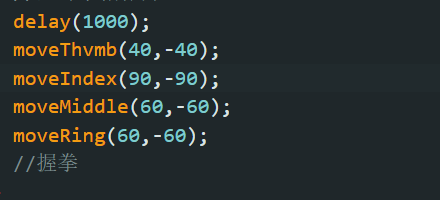 delay(1000);
moveThvmb(40,-40);
moveIndex(90,-90);
moveMiddle(60,-60);
moveRing(60,-60);
//握拳